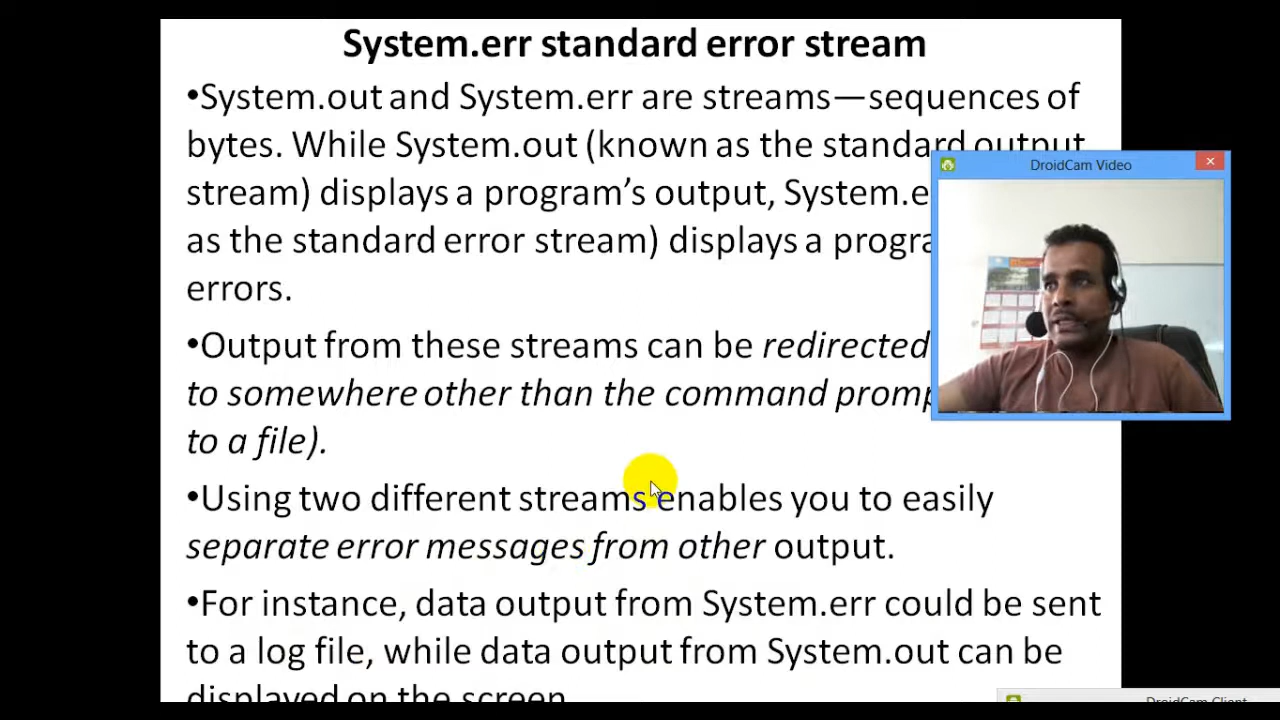 System.err standard error stream
•System.out and System.err are streams—sequences of
bytes. While System.out (known as the standard output
stream) displays a program's output, System.e
as the standard error stream) displays a progra
errors.
•Output from these streams can be redirected
to somewhere other than the command promp
to a file).
•Using two different streams enables you to easily
separate error messages from other output.
•For instance, data output from System.err could be sent
to a log file, while data output from System.out can be
displayed on the screen.
DroidCam Video
DroidCam Client